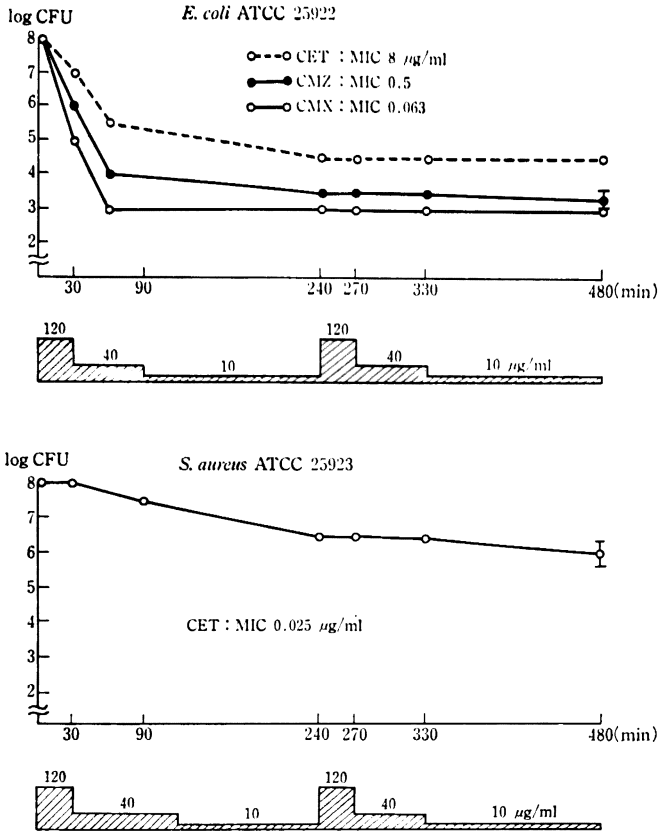 log CFU
E. coli ATCC 25922
CET : MIC 8 μg/ml
CMZ : MIC 0.5
CMX : MIC 0.063
8
7
6
5
4
3
2
30 90 240 270 330 480(min)
120 40 10 120 40 10 μg/ml
log CFU
S. aureus ATCC 25923
8
7
6
5
4
3
2
CET : MIC 0.025 μg/ml
30 90 240 270 330 480(min)
120 40 10 120 40 10 μg/ml